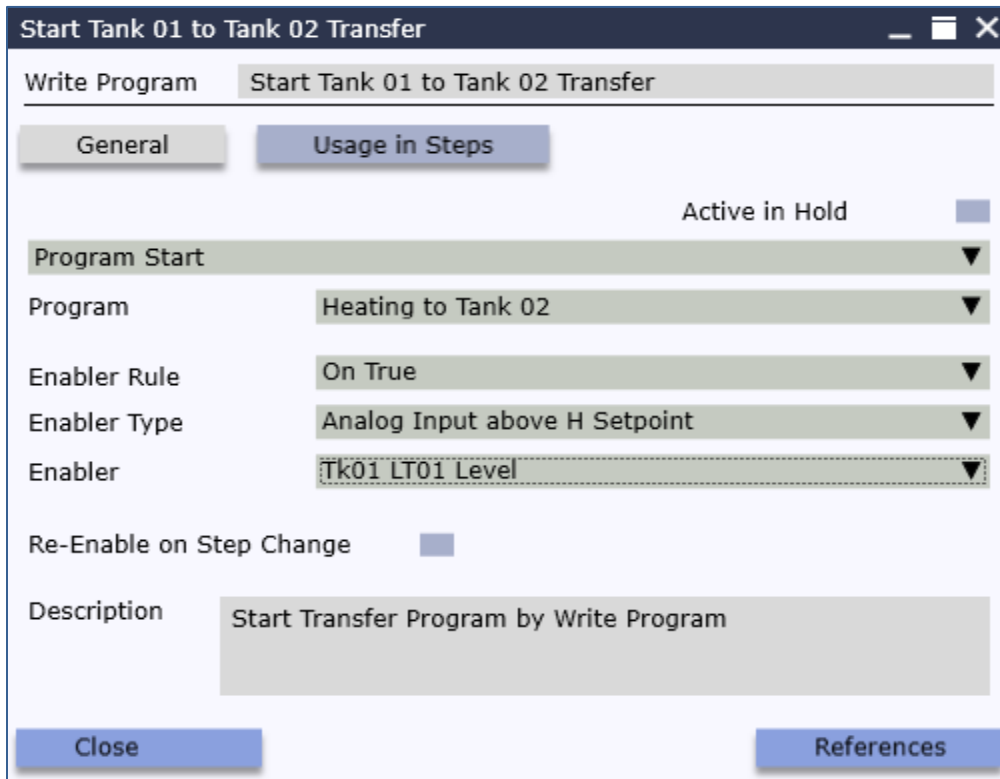 Start Tank 01 to Tank 02 Transfer
Write Program Start Tank 01 to Tank 02 Transfer
General Usage in Steps
Active in Hold
Program Start
Program Heating to Tank 02
Enabler Rule On True
Enabler Type Analog Input above H Setpoint
Enabler Tk01 LT01 Level
Re-Enable on Step Change
Description Start Transfer Program by Write Program
Close References